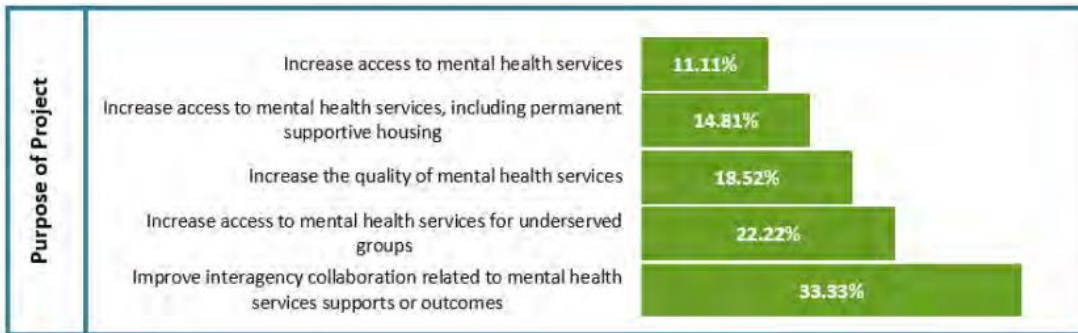 Purpose of Project
Increase access to mental health services
11.11%
Increase access to mental health services, including permanent
supportive housing
14.81%
Increase the quality of mental health services
18.52%
Increase access to mental health services for underserved
groups
22.22%
Improve interagency collaboration related to mental health
services supports or outcomes
33.33%